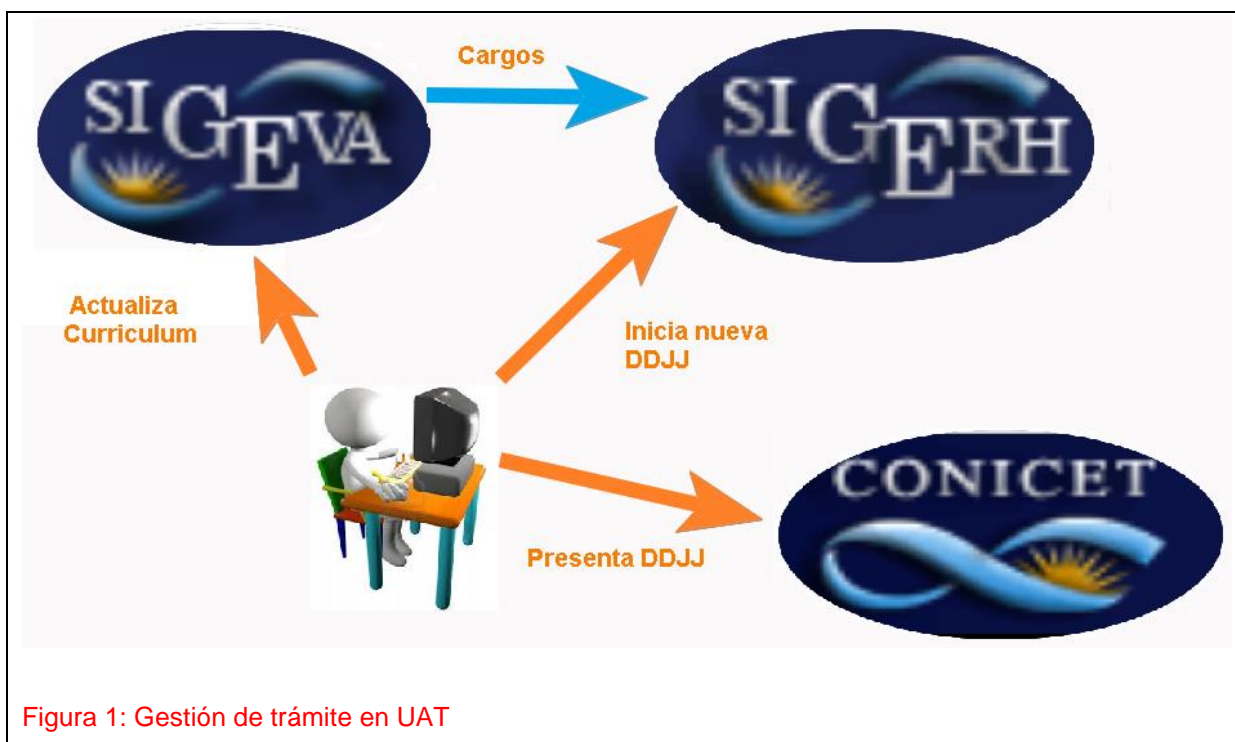 Cargos
SIGEVA
SIGERH
Actualiza
Curriculum
Inicia nueva
DDJJ
CONICET
Presenta DDJJ
Figura 1: Gestión de trámite en UAT